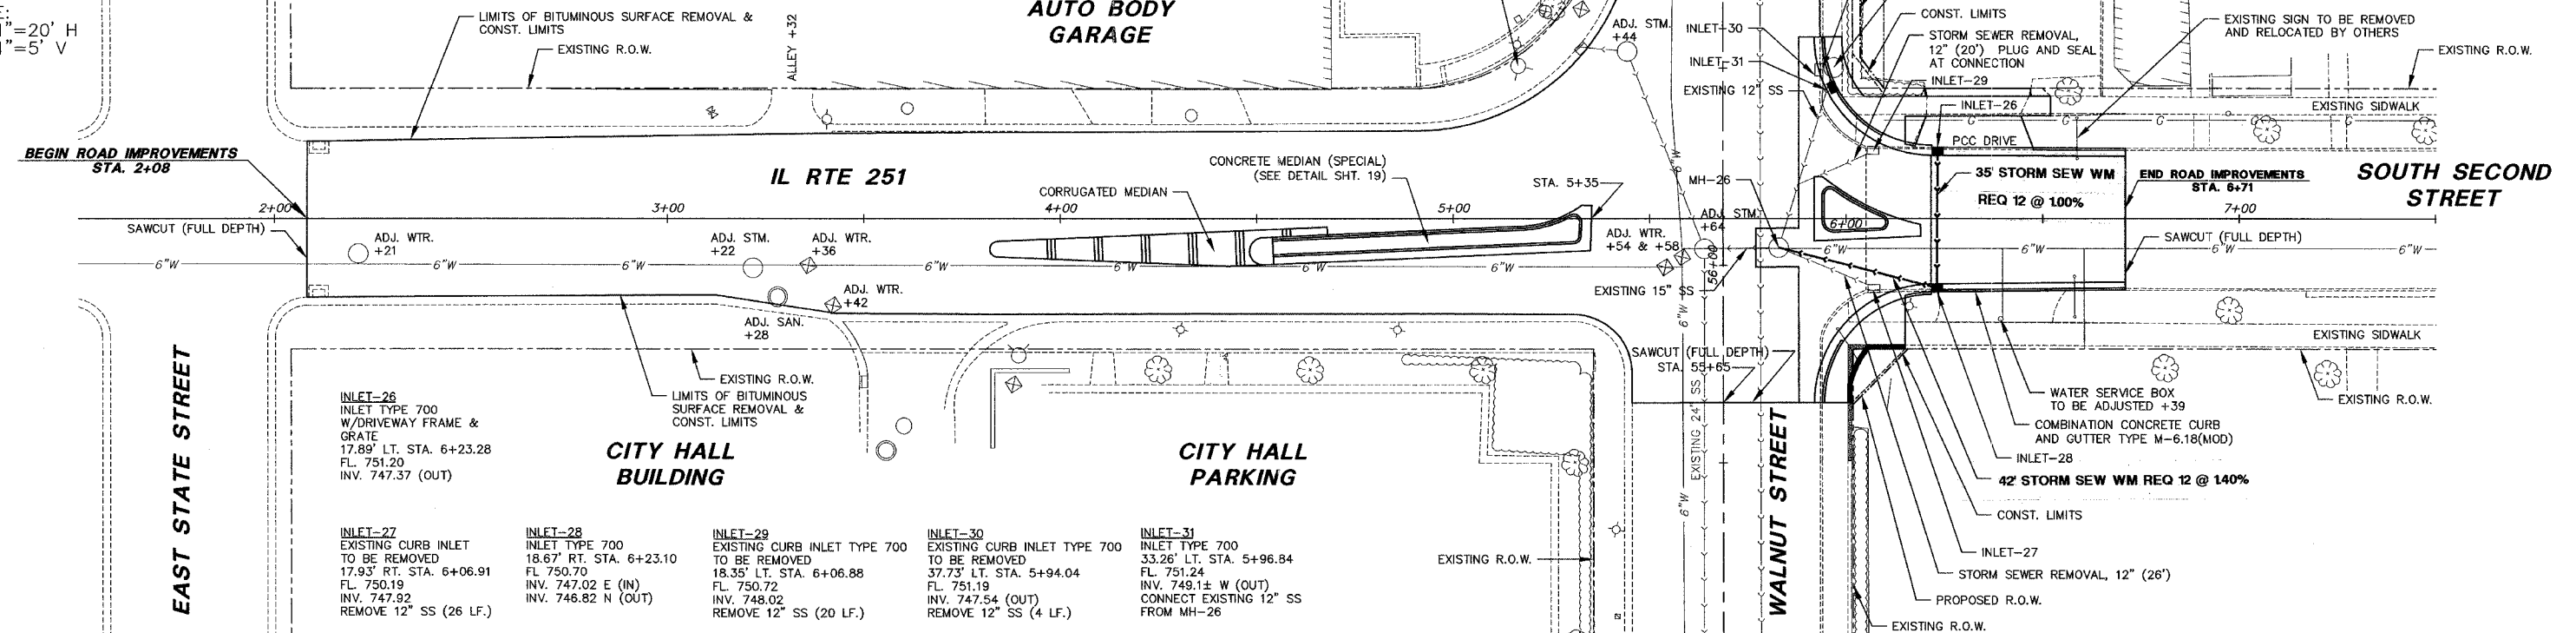 1"=20' H
1"=5' V
LIMITS OF BITUMINOUS SURFACE REMOVAL &
CONST. LIMITS
EXISTING R.O.W.
ALLEY +32
AUTO BODY
GARAGE
ADJ. STM.
+44
INLET-30
INLET-31
EXISTING 12" SS
CONST. LIMITS
STORM SEWER REMOVAL,
12" (20') PLUG AND SEAL
AT CONNECTION
INLET-29
INLET-26
EXISTING SIGN TO BE REMOVED
AND RELOCATED BY OTHERS
EXISTING R.O.W.
EXISTING SIDWALK
G G G G
PCC DRIVE
BEGIN ROAD IMPROVEMENTS
STA. 2+08
IL RTE 251
CONCRETE MEDIAN (SPECIAL)
(SEE DETAIL SHT. 19)
CORRUGATED MEDIAN
STA. 5+35
MH-26
35' STORM SEW WM
REQ 12 @ 1.00%
END ROAD IMPROVEMENTS
STA. 6+71
SOUTH SECOND
STREET
2+00 3+00 4+00 5+00 6+00 7+00
SAWCUT (FULL DEPTH)
ADJ. WTR.
+21
ADJ. STM.
+22
ADJ. WTR.
+36
ADJ. WTR.
+54 & +58
ADJ. STM.
+64
56+00
SAWCUT (FULL DEPTH)
6"W 6"W 6"W 6"W 6"W 6"W 6"W 6"W 6"W 6"W 6"W
6"W
6"W
6"W
ADJ. WTR.
+42
ADJ. SAN.
+28
EXISTING 15" SS
EXISTING SIDWALK
SAWCUT (FULL DEPTH)
STA. 55+65
EXISTING R.O.W.
LIMITS OF BITUMINOUS
SURFACE REMOVAL &
CONST. LIMITS
EXISTING 24" SS
WATER SERVICE BOX
TO BE ADJUSTED +39
EXISTING R.O.W.
COMBINATION CONCRETE CURB
AND GUTTER TYPE M-6.18(MOD)
INLET-28
42' STORM SEW WM REQ 12 @ 1.40%
CONST. LIMITS
INLET-27
STORM SEWER REMOVAL, 12" (26')
PROPOSED R.O.W.
EXISTING R.O.W.
EAST STATE STREET
CITY HALL
BUILDING
CITY HALL
PARKING
WALNUT STREET
EXISTING R.O.W.
INLET-26
INLET TYPE 700
W/DRIVEWAY FRAME &
GRATE
17.89' LT. STA. 6+23.28
FL. 751.20
INV. 747.37 (OUT)
INLET-27
EXISTING CURB INLET
TO BE REMOVED
17.93' RT. STA. 6+06.91
FL. 750.19
INV. 747.92
REMOVE 12" SS (26 LF.)
INLET-28
INLET TYPE 700
18.67' RT. STA. 6+23.10
FL 750.70
INV. 747.02 E (IN)
INV. 746.82 N (OUT)
INLET-29
EXISTING CURB INLET TYPE 700
TO BE REMOVED
18.35' LT. STA. 6+06.88
FL. 750.72
INV. 748.02
REMOVE 12" SS (20 LF.)
INLET-30
EXISTING CURB INLET TYPE 700
TO BE REMOVED
37.73' LT. STA. 5+94.04
FL. 751.19
INV. 747.54 (OUT)
REMOVE 12" SS (4 LF.)
INLET-31
INLET TYPE 700
33.26' LT. STA. 5+96.84
FL. 751.24
INV. 749.1± W (OUT)
CONNECT EXISTING 12" SS
FROM MH-26